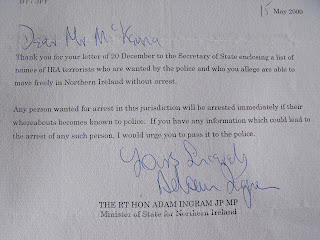 15 May 2000
Dear Mr McKenna
Thank you for your letter of 20 December to the Secretary of State enclosing a list of
names of IRA terrorists who are wanted by the police and who you allege are able to
move freely in Northern Ireland without arrest.
Any person wanted for arrest in this jurisdiction will be arrested immediately if their
whereabouts becomes known to police. If you have any information which could lead to
the arrest of any such person, I would urge you to pass it to the police.
Yours Sincerely
Adam Ingram
THE RT HON ADAM INGRAM JP MP
Minister of State for Northern Ireland